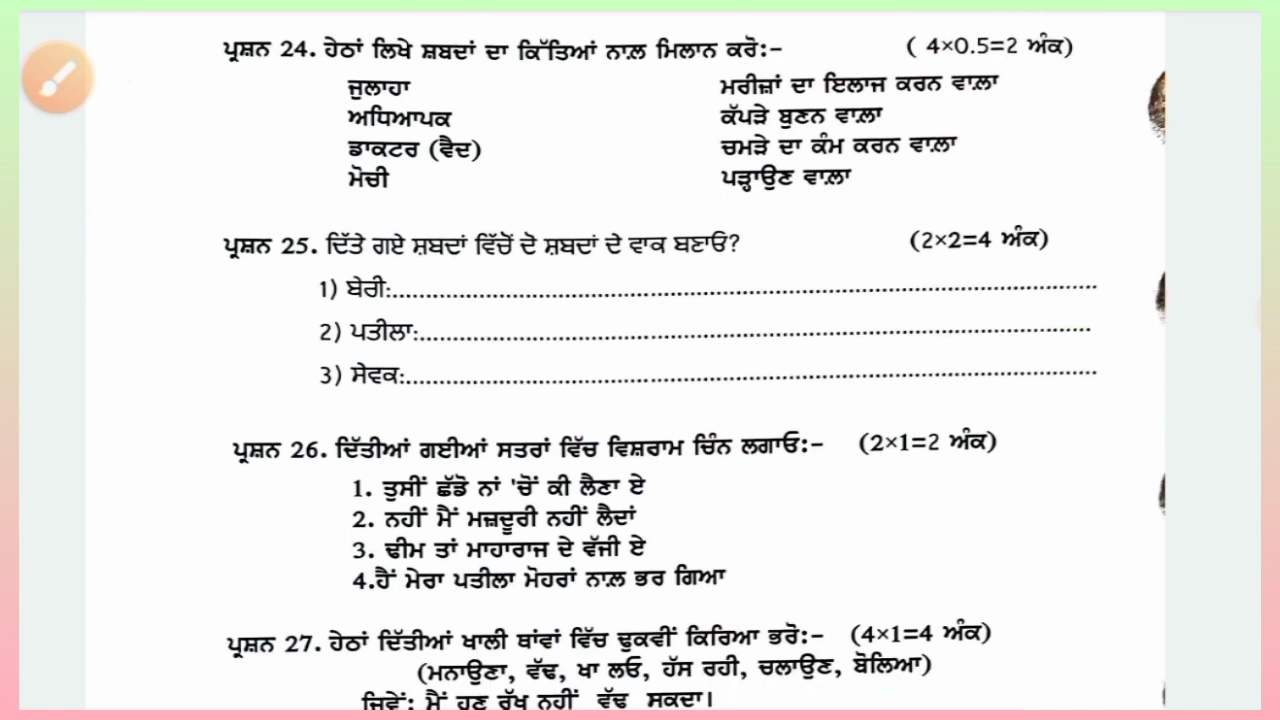 ਪ੍ਰਸ਼ਨ 24. ਹੇਠਾਂ ਲਿਖੇ ਸ਼ਬਦਾਂ ਦਾ ਕਿੱਤਿਆਂ ਨਾਲ਼ ਮਿਲਾਨ ਕਰੋ:- ( 4×0.5=2 ਅੰਕ)
ਜੁਲਾਹਾ ਮਰੀਜ਼ਾਂ ਦਾ ਇਲਾਜ ਕਰਨ ਵਾਲ਼ਾ
ਅਧਿਆਪਕ ਕੱਪੜੇ ਬੁਣਨ ਵਾਲ਼ਾ
ਡਾਕਟਰ (ਵੈਦ) ਚਮੜੇ ਦਾ ਕੰਮ ਕਰਨ ਵਾਲ਼ਾ
ਮੋਚੀ ਪੜ੍ਹਾਉਣ ਵਾਲ਼ਾ
ਪ੍ਰਸ਼ਨ 25. ਦਿੱਤੇ ਗਏ ਸ਼ਬਦਾਂ ਵਿੱਚੋਂ ਦੋ ਸ਼ਬਦਾਂ ਦੇ ਵਾਕ ਬਣਾਓ? (2×2=4 ਅੰਕ)
1) ਬੇਰੀ:....................................................................................................
2) ਪਤੀਲਾ:................................................................................................
3) ਸੇਵਕ:...................................................................................................
ਪ੍ਰਸ਼ਨ 26. ਦਿੱਤੀਆਂ ਗਈਆਂ ਸਤਰਾਂ ਵਿੱਚ ਵਿਸ਼ਰਾਮ ਚਿੰਨ ਲਗਾਓ:- (2×1=2 ਅੰਕ)
1. ਤੁਸੀਂ ਛੱਡੋ ਨਾਂ 'ਚੋਂ ਕੀ ਲੈਣਾ ਏ
2. ਨਹੀਂ ਮੈਂ ਮਜ਼ਦੂਰੀ ਨਹੀਂ ਲੈਦਾਂ
3. ਢੀਮ ਤਾਂ ਮਾਹਾਰਾਜ ਦੇ ਵੱਜੀ ਏ
4.ਹੈਂ ਮੇਰਾ ਪਤੀਲਾ ਮੋਹਰਾਂ ਨਾਲ਼ ਭਰ ਗਿਆ
ਪ੍ਰਸ਼ਨ 27. ਹੇਠਾਂ ਦਿੱਤੀਆਂ ਖਾਲੀ ਥਾਂਵਾਂ ਵਿੱਚ ਢੁਕਵੀਂ ਕਿਰਿਆ ਭਰੋ:- (4×1=4 ਅੰਕ)
(ਮਨਾਉਣਾ, ਵੱਢ, ਖਾ ਲਓ, ਹੱਸ ਰਹੀ, ਚਲਾਉਣ, ਬੋਲਿਆ)
ਜਿਵੇਂ: ਮੈਂ ਹੁਣ ਰੁੱਖ ਨਹੀਂ ਵੱਢ ਸਕਦਾ।